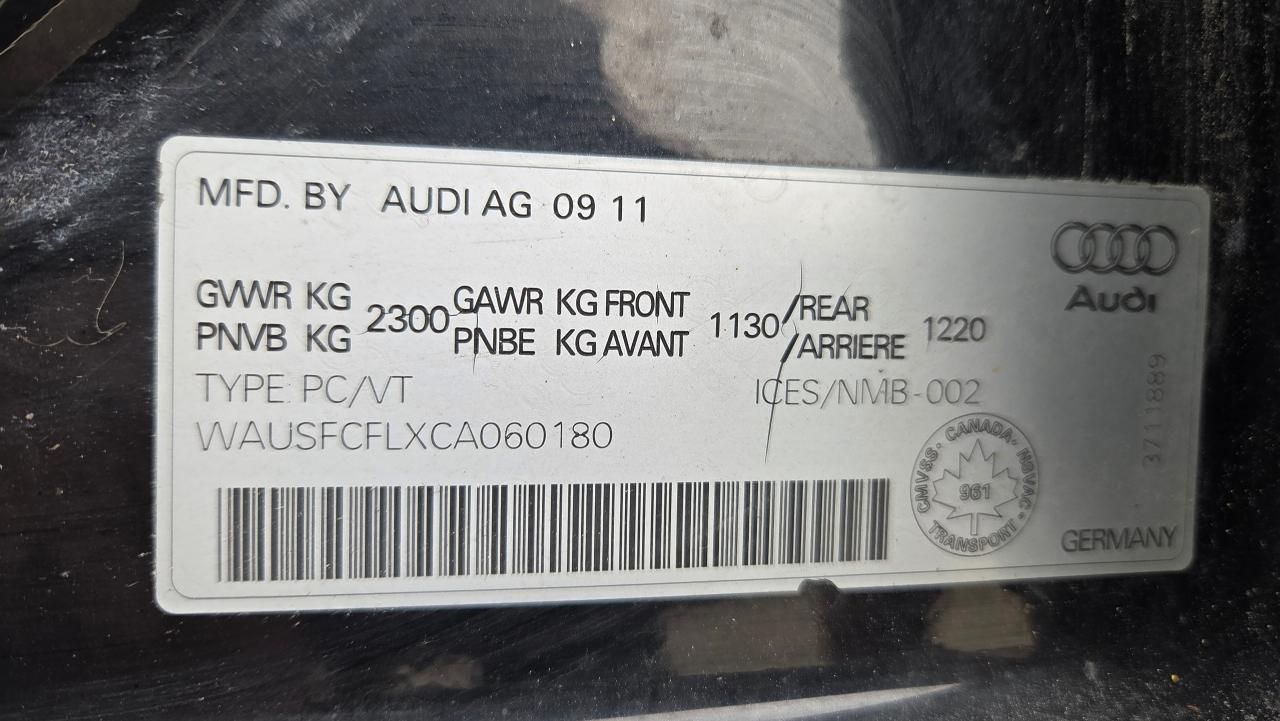 MFD. BY AUDI AG 09 11
GVWR KG 2300 GAWR KG FRONT 1130 /REAR 1220
PNVB KG PNBE KG AVANT /ARRIERE
TYPE: PC/VT ICES/NMB-002
WAUSFCFLXCA060180
Audi
3711889
CMVSS · CANADA · NSVAC ·
961
TRANSPORT
GERMANY